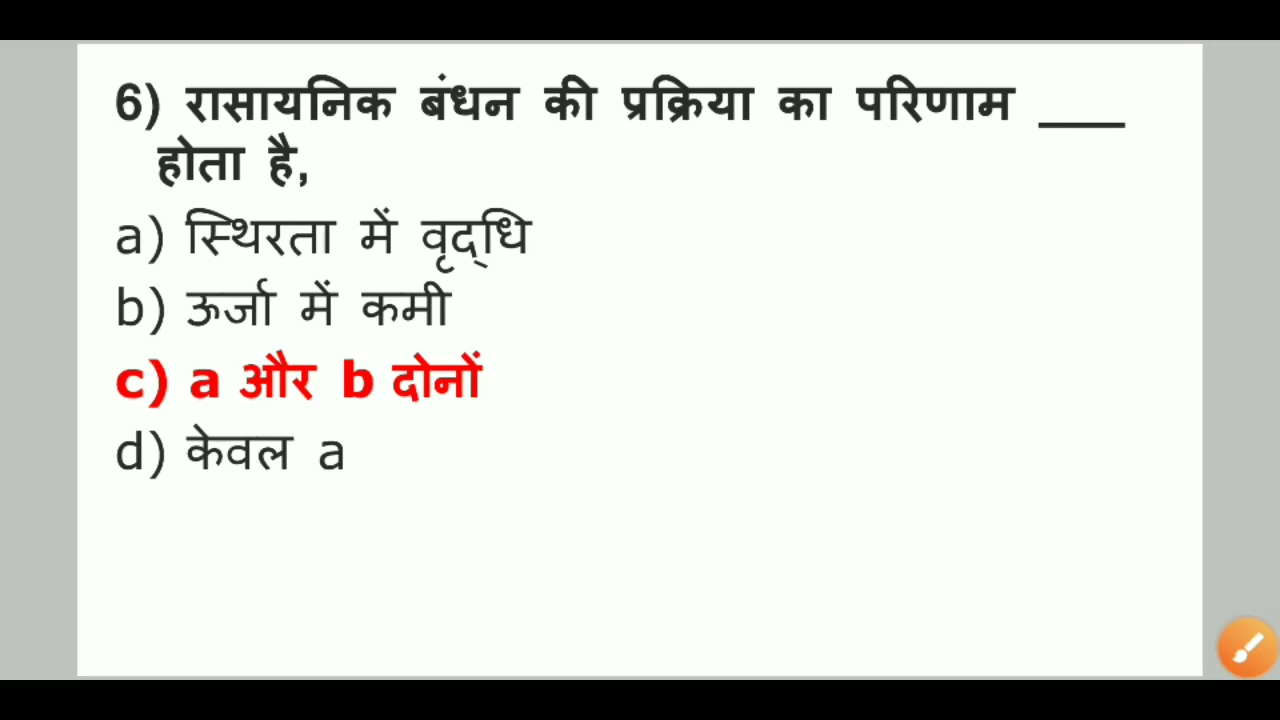 6) रासायनिक बंधन की प्रक्रिया का परिणाम ____
होता है,
a) स्थिरता में वृद्‌धि
b) ऊर्जा में कमी
c) a और b दोनों
d) केवल a